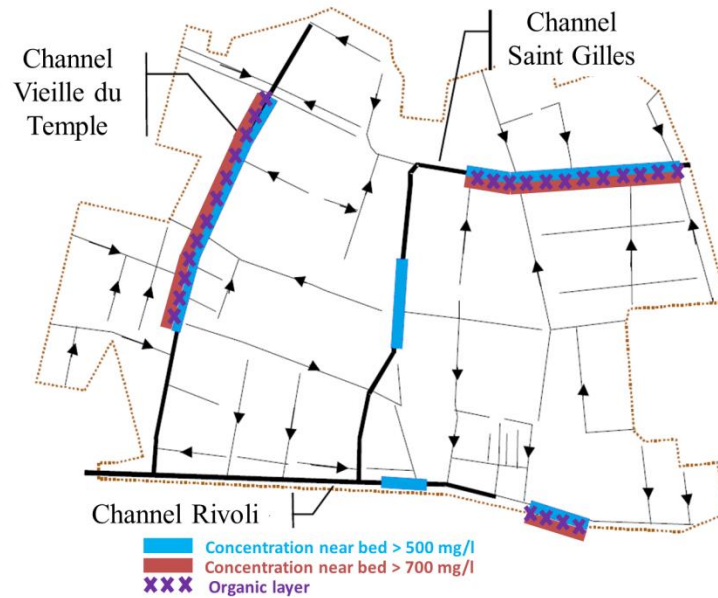 Channel
Vieille du
Temple
Channel
Saint Gilles
Channel Rivoli
Concentration near bed > 500 mg/l
Concentration near bed > 700 mg/l
Organic layer